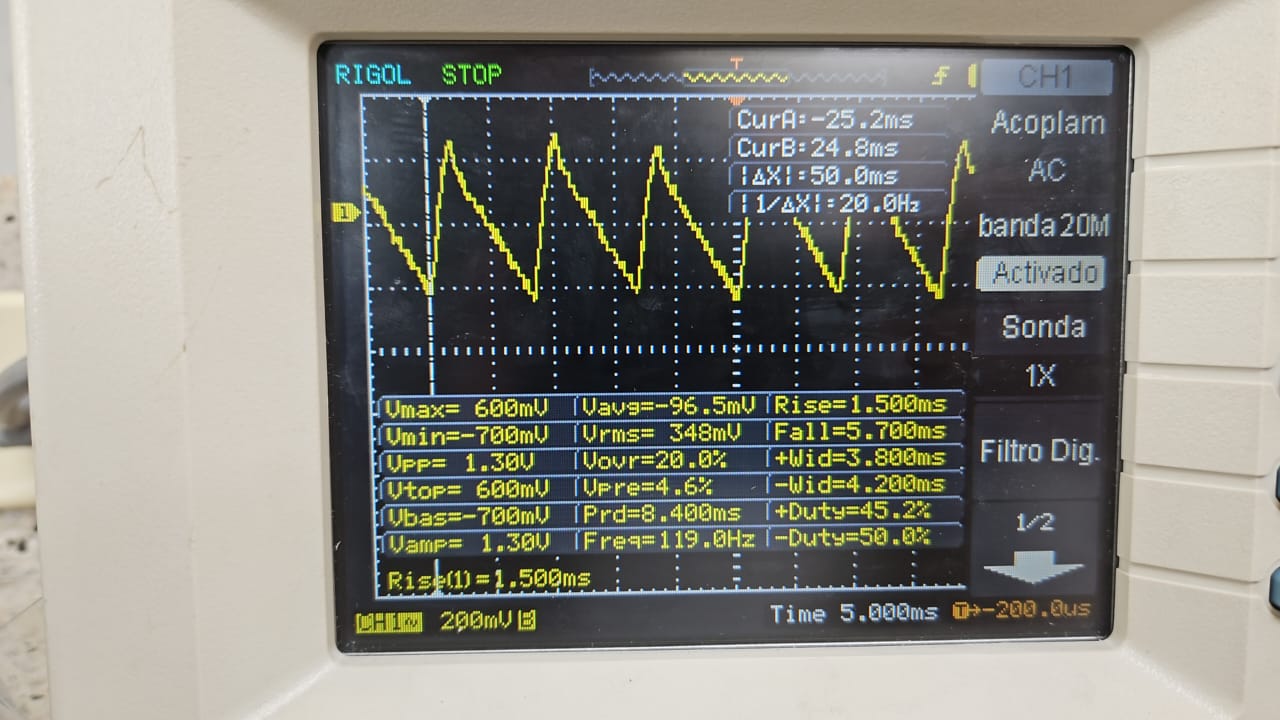 RIGOL STOP T CH1
CurA:-25.2ms
CurB:24.8ms
|ΔX|:50.0ms
|1/ΔX|:20.0Hz
1
Acoplam
AC
banda20M
Activado
Sonda
1X
Filtro Dig.
1/2
Vmax= 600mV Vavg=-96.5mV Rise=1.500ms
Vmin=-700mV Vrms= 348mV Fall=5.700ms
Vpp= 1.30V Vovr=20.0% +Wid=3.800ms
Vtop= 600mV Vpre=4.6% -Wid=4.200ms
Vbas=-700mV Prd=8.400ms +Duty=45.2%
Vamp= 1.30V Freq=119.0Hz -Duty=50.0%
Rise(1)=1.500ms
200mV B Time 5.000ms T→-200.0us